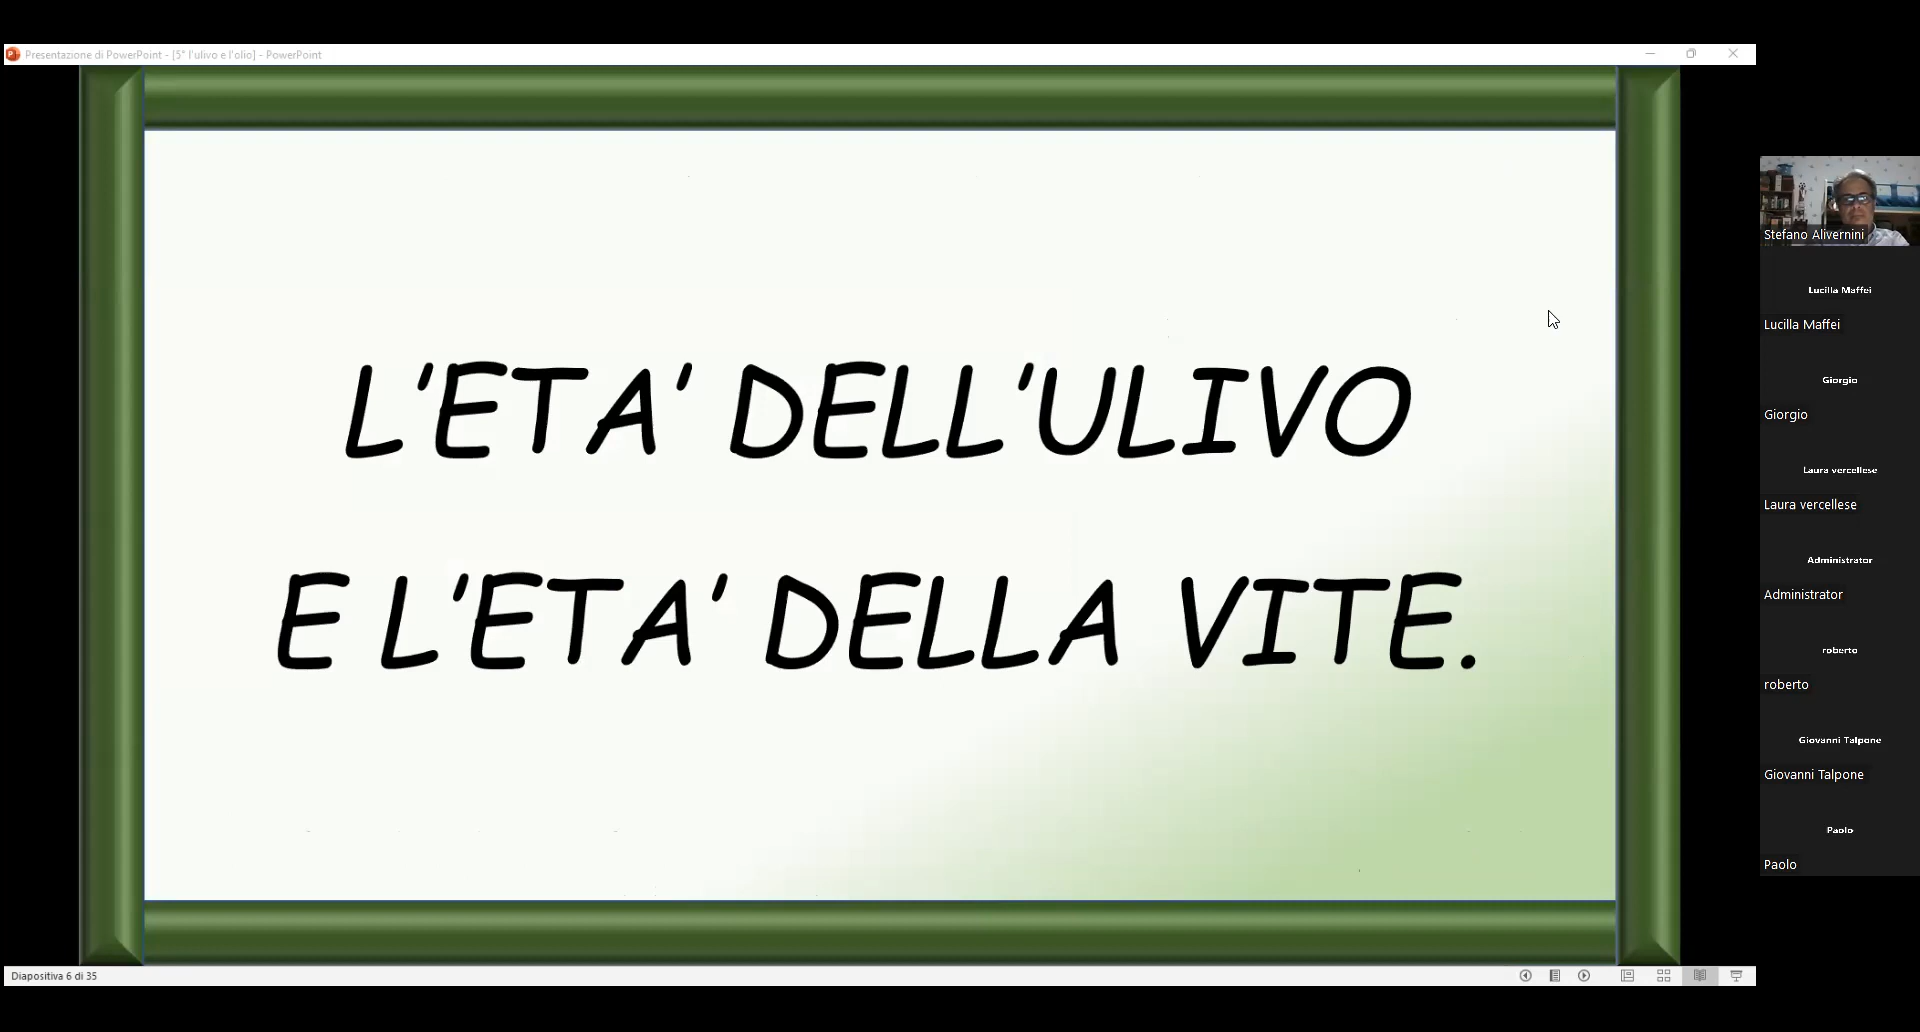 Presentazione di PowerPoint - [5° l'ulivo e l'olio] - PowerPoint
L'ETA' DELL'ULIVO
E L'ETA' DELLA VITE.
Stefano Alivernini
Lucilla Maffei
Lucilla Maffei
Giorgio
Giorgio
Laura vercellese
Laura vercellese
Administrator
Administrator
roberto
roberto
Giovanni Talpone
Giovanni Talpone
Paolo
Paolo
Diapositiva 6 di 35